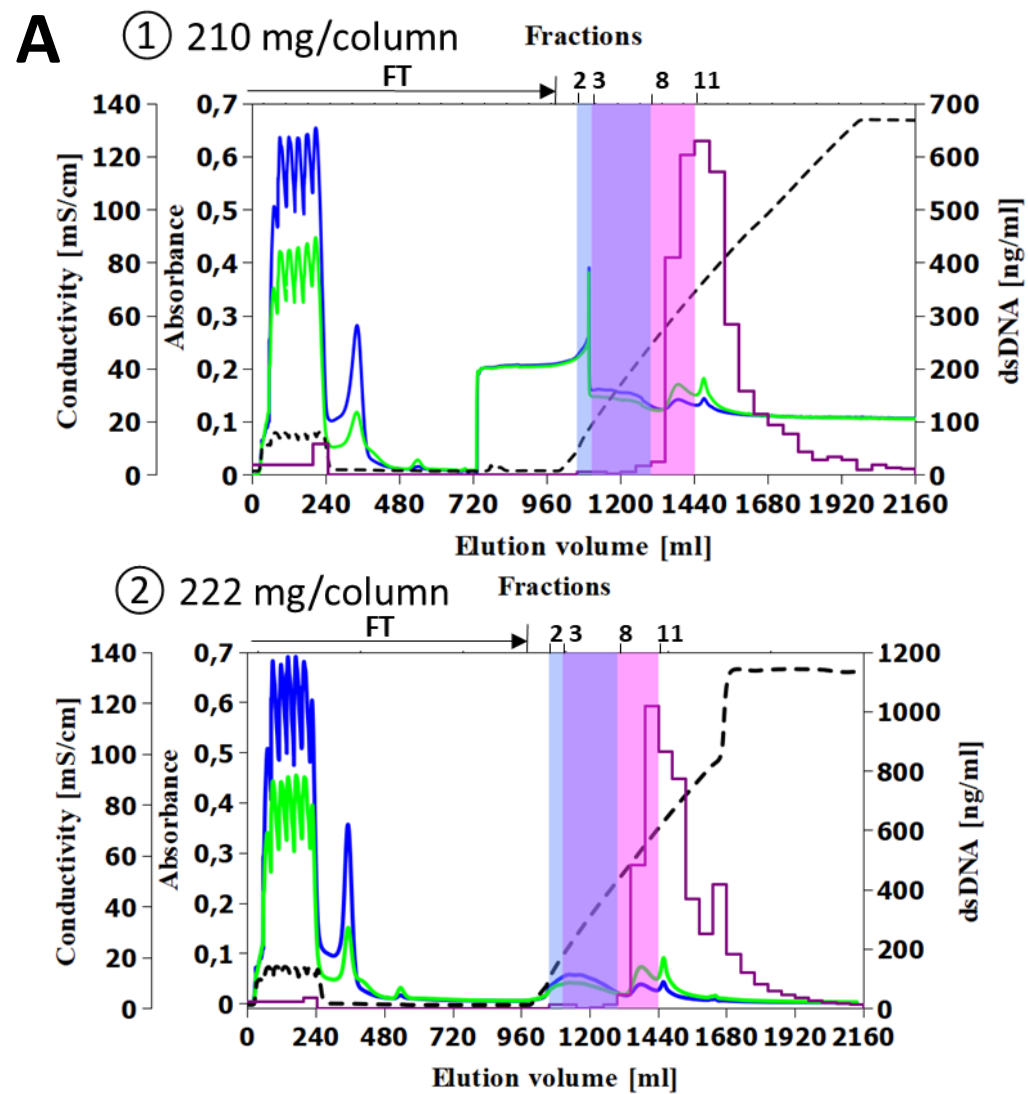 A
① 210 mg/column
Fractions
FT
2 3 8 11
140 0,7 700
120 0,6 600
100 0,5 500
80 0,4 400
60 0,3 300
40 0,2 200
20 0,1 100
0 0 0
Conductivity [mS/cm]
Absorbance
dsDNA [ng/ml]
0 240 480 720 960 1200 1440 1680 1920 2160
Elution volume [ml]
② 222 mg/column
Fractions
FT
2 3 8 11
140 0,7 1200
120 0,6 1000
100 0,5 800
80 0,4 600
60 0,3 400
40 0,2 200
20 0,1 0
0 0
Conductivity [mS/cm]
Absorbance
dsDNA [ng/ml]
0 240 480 720 960 1200 1440 1680 1920 2160
Elution volume [ml]